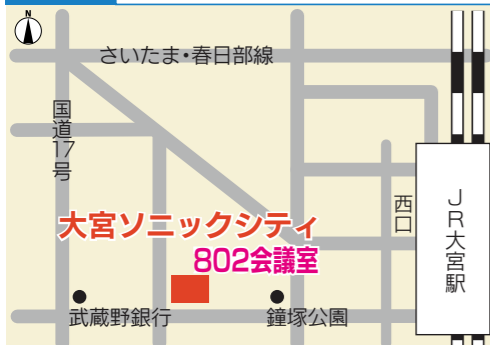 N
さいたま・春日部線
国道17号
西口
JR大宮駅
大宮ソニックシティ
802会議室
武蔵野銀行
鐘塚公園